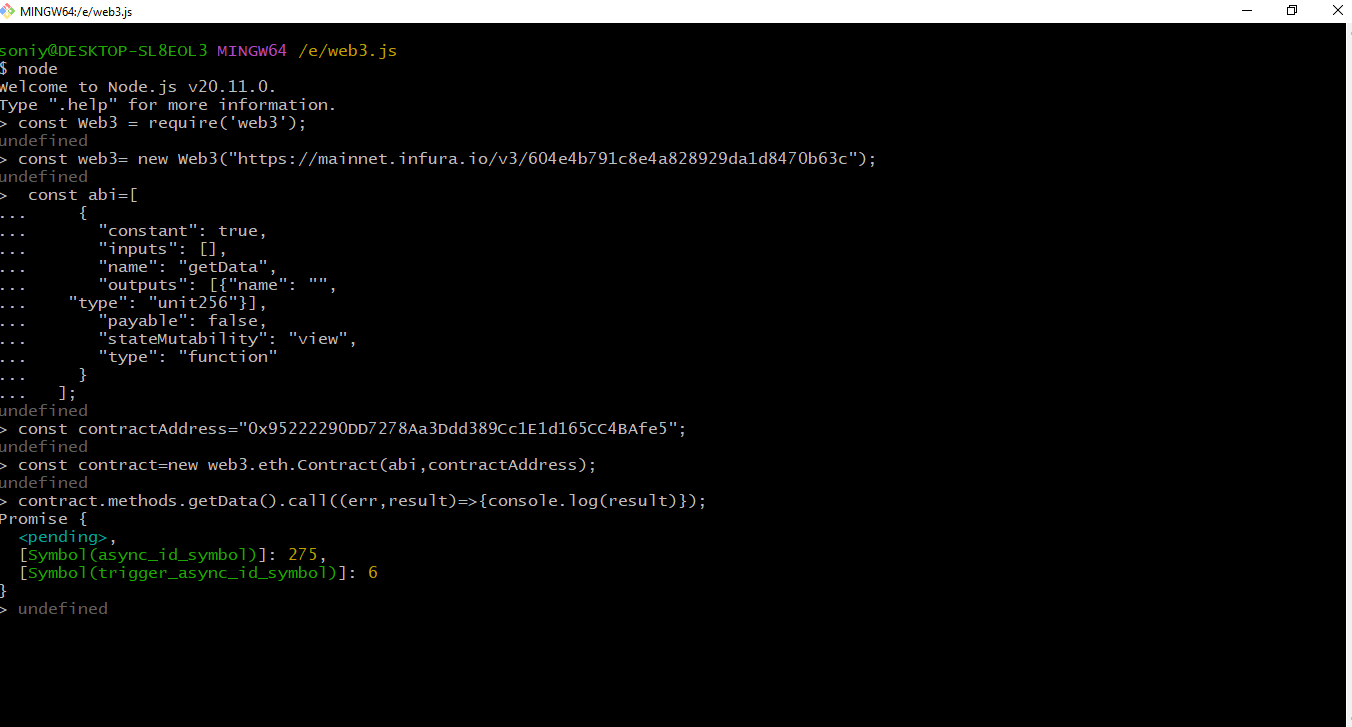 MINGW64:/e/web3.js
soniy@DESKTOP-SL8EOL3 MINGW64 /e/web3.js
$ node
Welcome to Node.js v20.11.0.
Type ".help" for more information.
> const Web3 = require('web3');
undefined
> const web3= new Web3("https://mainnet.infura.io/v3/604e4b791c8e4a828929da1d8470b63c");
undefined
>  const abi=[
...     {
...       "constant": true,
...       "inputs": [],
...       "name": "getData",
...       "outputs": [{"name": "",
...    "type": "unit256"}],
...       "payable": false,
...       "stateMutability": "view",
...       "type": "function"
...     }
...   ];
undefined
> const contractAddress="0x95222290DD7278Aa3Ddd389Cc1E1d165CC4BAfe5";
undefined
> const contract=new web3.eth.Contract(abi,contractAddress);
undefined
> contract.methods.getData().call((err,result)=>{console.log(result)});
Promise {
  <pending>,
  [Symbol(async_id_symbol)]: 275,
  [Symbol(trigger_async_id_symbol)]: 6
}
> undefined